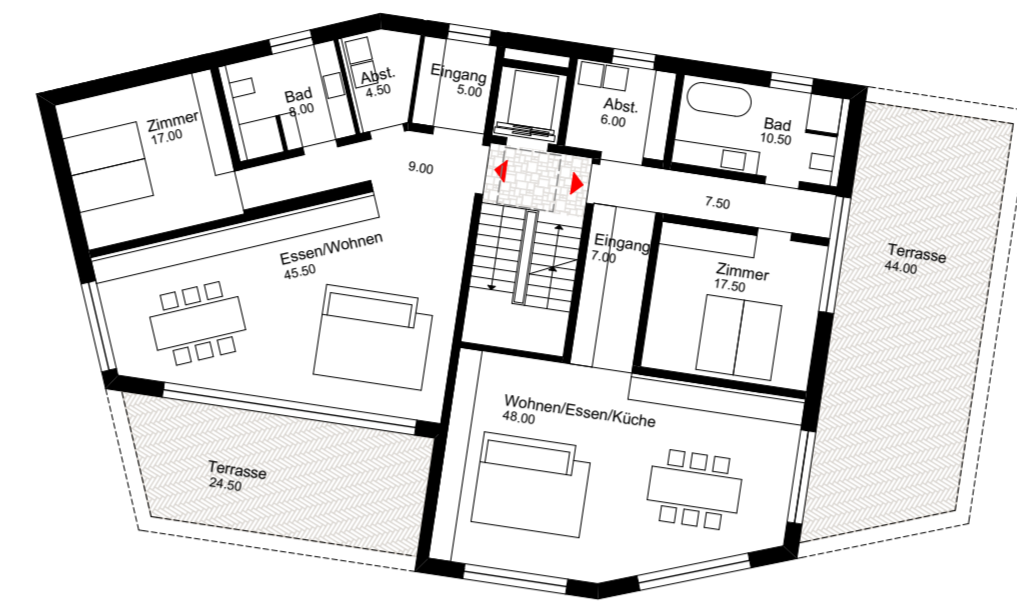 Zimmer
17.00
Bad
8.00
Abst.
4.50
Eingang
5.00
Abst.
6.00
Bad
10.50
9.00
7.50
Essen/Wohnen
45.50
Eingang
7.00
Zimmer
17.50
Terrasse
44.00
Wohnen/Essen/Küche
48.00
Terrasse
24.50